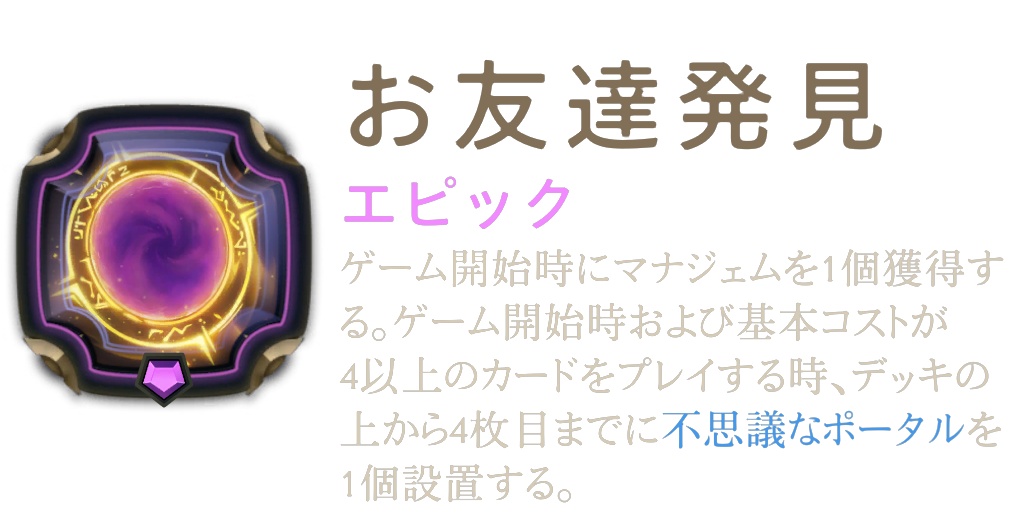 お友達発見
エピック
ゲーム開始時にマナジェムを1個獲得す
る。ゲーム開始時および基本コストが
4以上のカードをプレイする時、デッキの
上から4枚目までに不思議なポータルを
1個設置する。